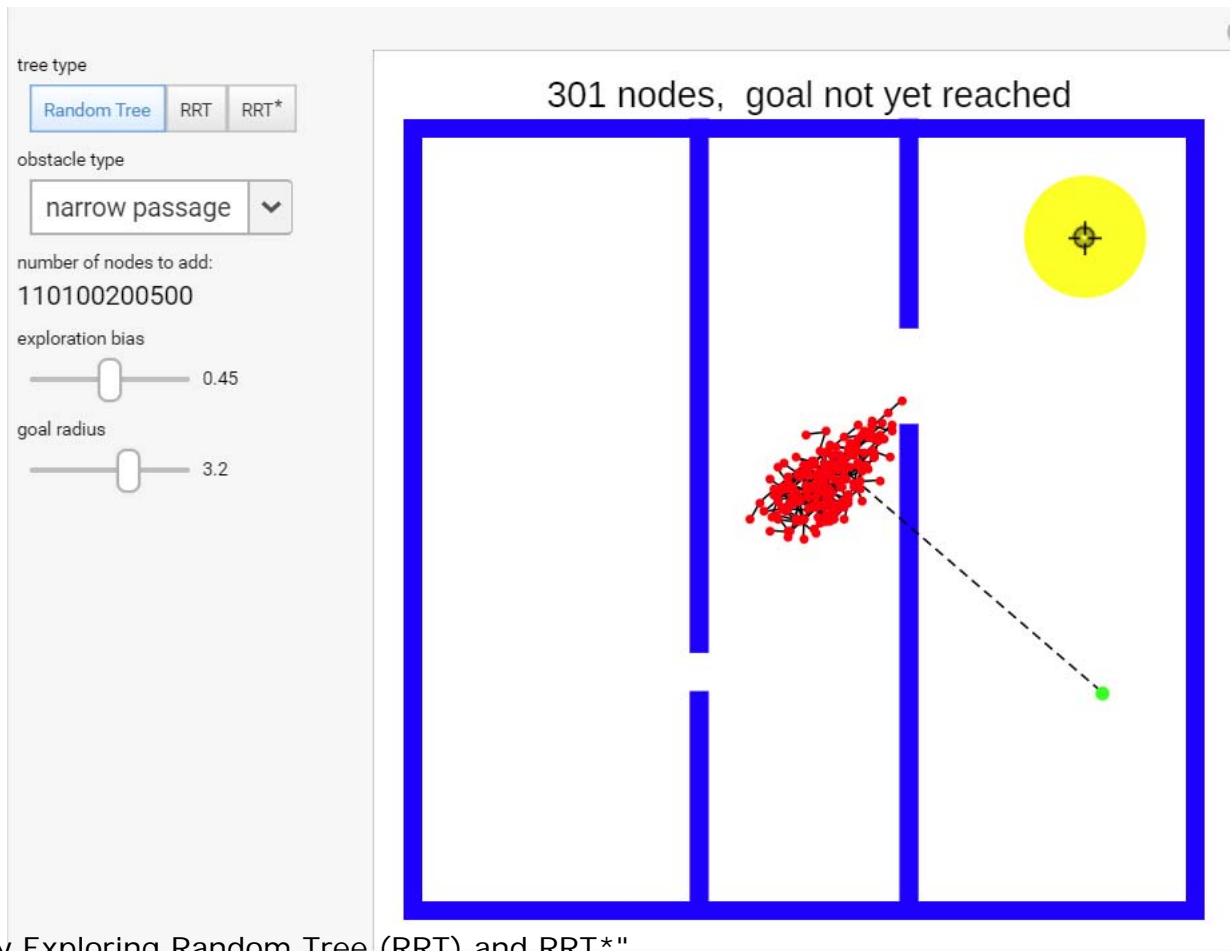 tree type
Random Tree RRT RRT*
obstacle type
narrow passage
number of nodes to add:
110100200500
exploration bias
0.45
goal radius
3.2
301 nodes, goal not yet reached
Exploring Random Tree (RRT) and RRT*"